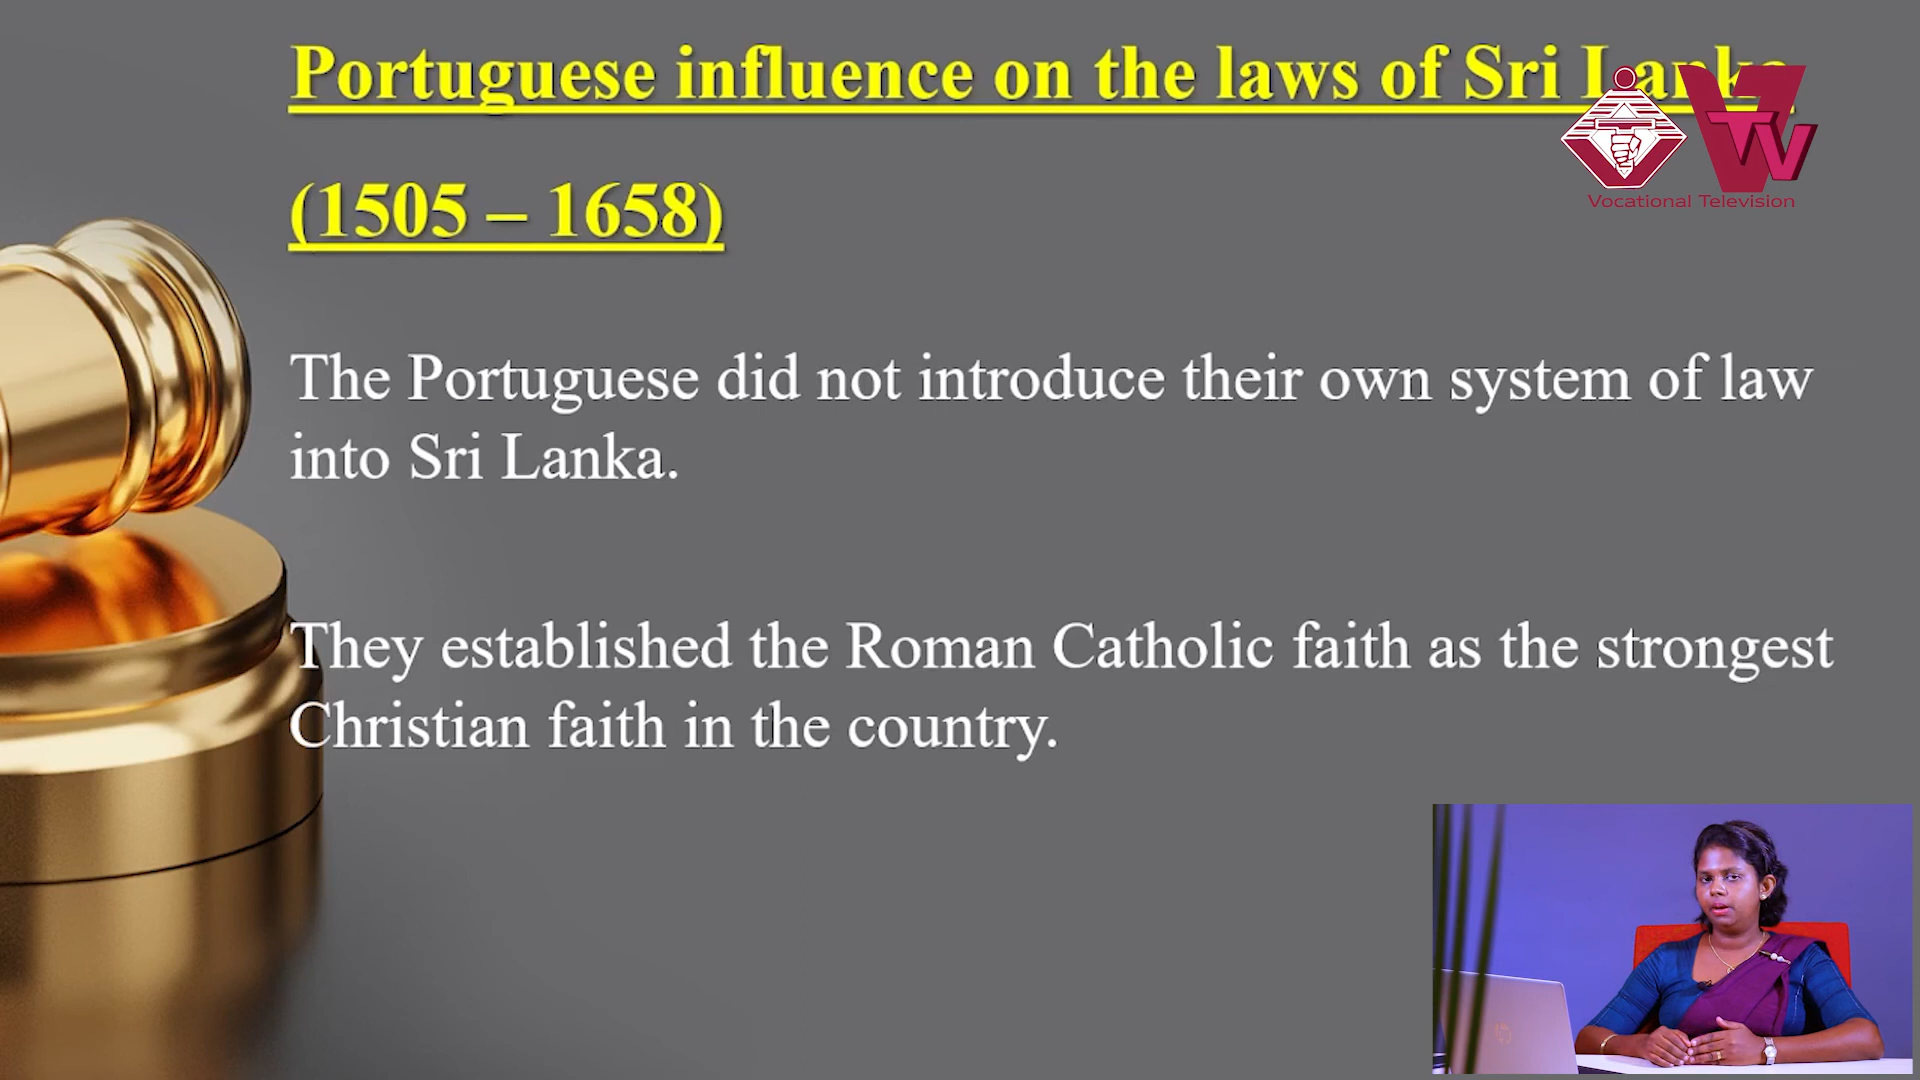 Portuguese influence on the laws of Sri Lanka
(1505 – 1658)
VTV
Vocational Television
The Portuguese did not introduce their own system of law
into Sri Lanka.
They established the Roman Catholic faith as the strongest
Christian faith in the country.